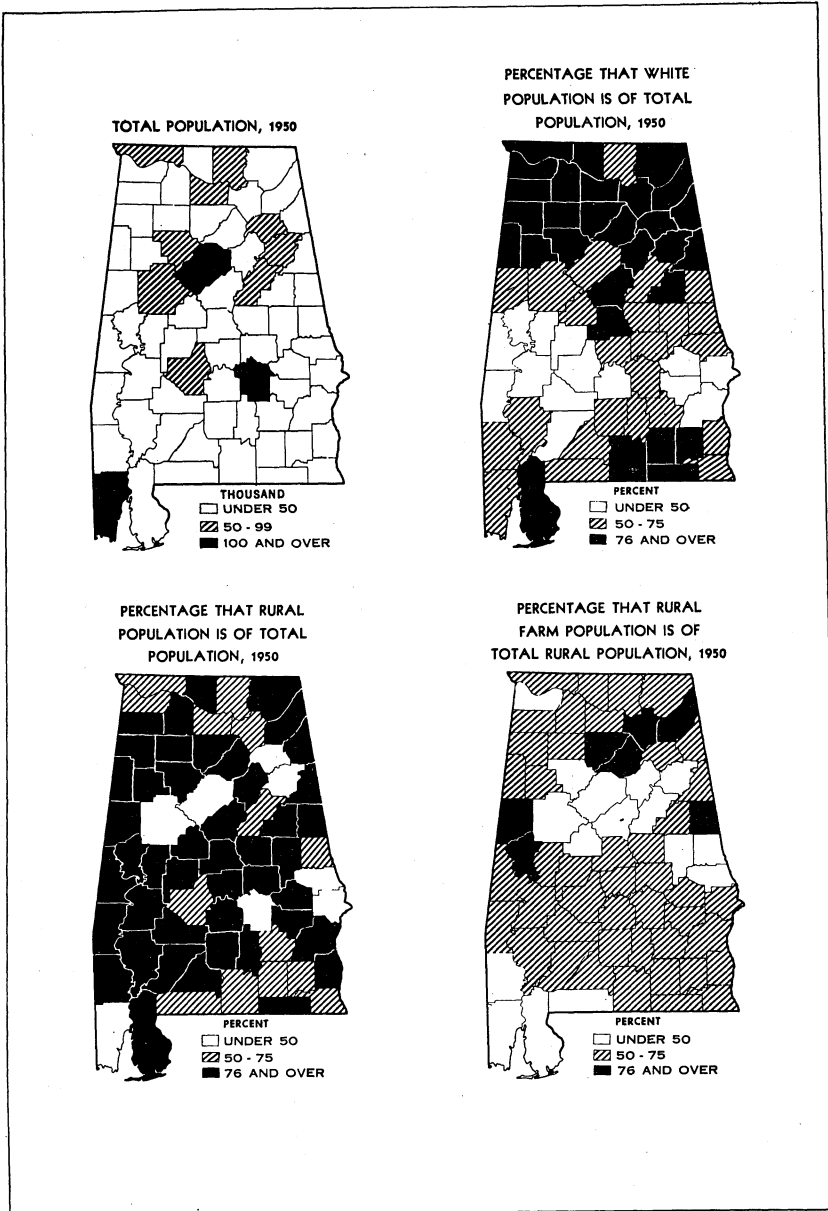 TOTAL POPULATION, 1950
THOUSAND
UNDER 50
50 - 99
100 AND OVER
PERCENTAGE THAT WHITE
POPULATION IS OF TOTAL
POPULATION, 1950
PERCENT
UNDER 50
50 - 75
76 AND OVER
PERCENTAGE THAT RURAL
POPULATION IS OF TOTAL
POPULATION, 1950
PERCENT
UNDER 50
50 - 75
76 AND OVER
PERCENTAGE THAT RURAL
FARM POPULATION IS OF
TOTAL RURAL POPULATION, 1950
PERCENT
UNDER 50
50 - 75
76 AND OVER